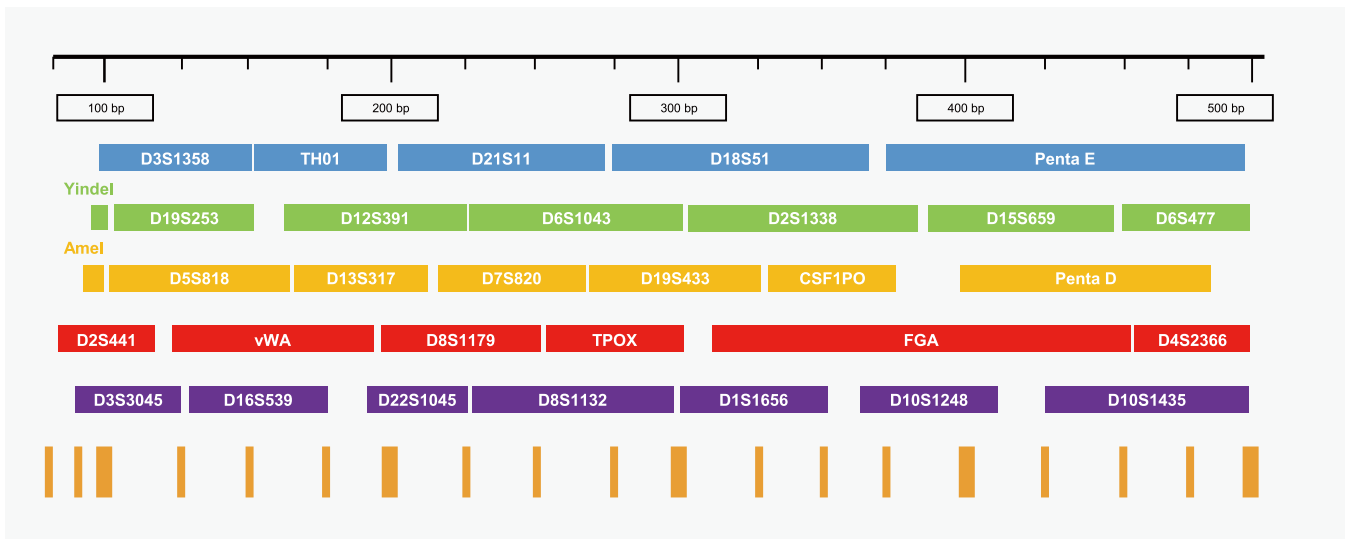 100 bp 200 bp 300 bp 400 bp 500 bp
D3S1358 TH01 D21S11 D18S51 Penta E
Yindel
D19S253 D12S391 D6S1043 D2S1338 D15S659 D6S477
Amel
D5S818 D13S317 D7S820 D19S433 CSF1PO Penta D
D2S441 vWA D8S1179 TPOX FGA D4S2366
D3S3045 D16S539 D22S1045 D8S1132 D1S1656 D10S1248 D10S1435